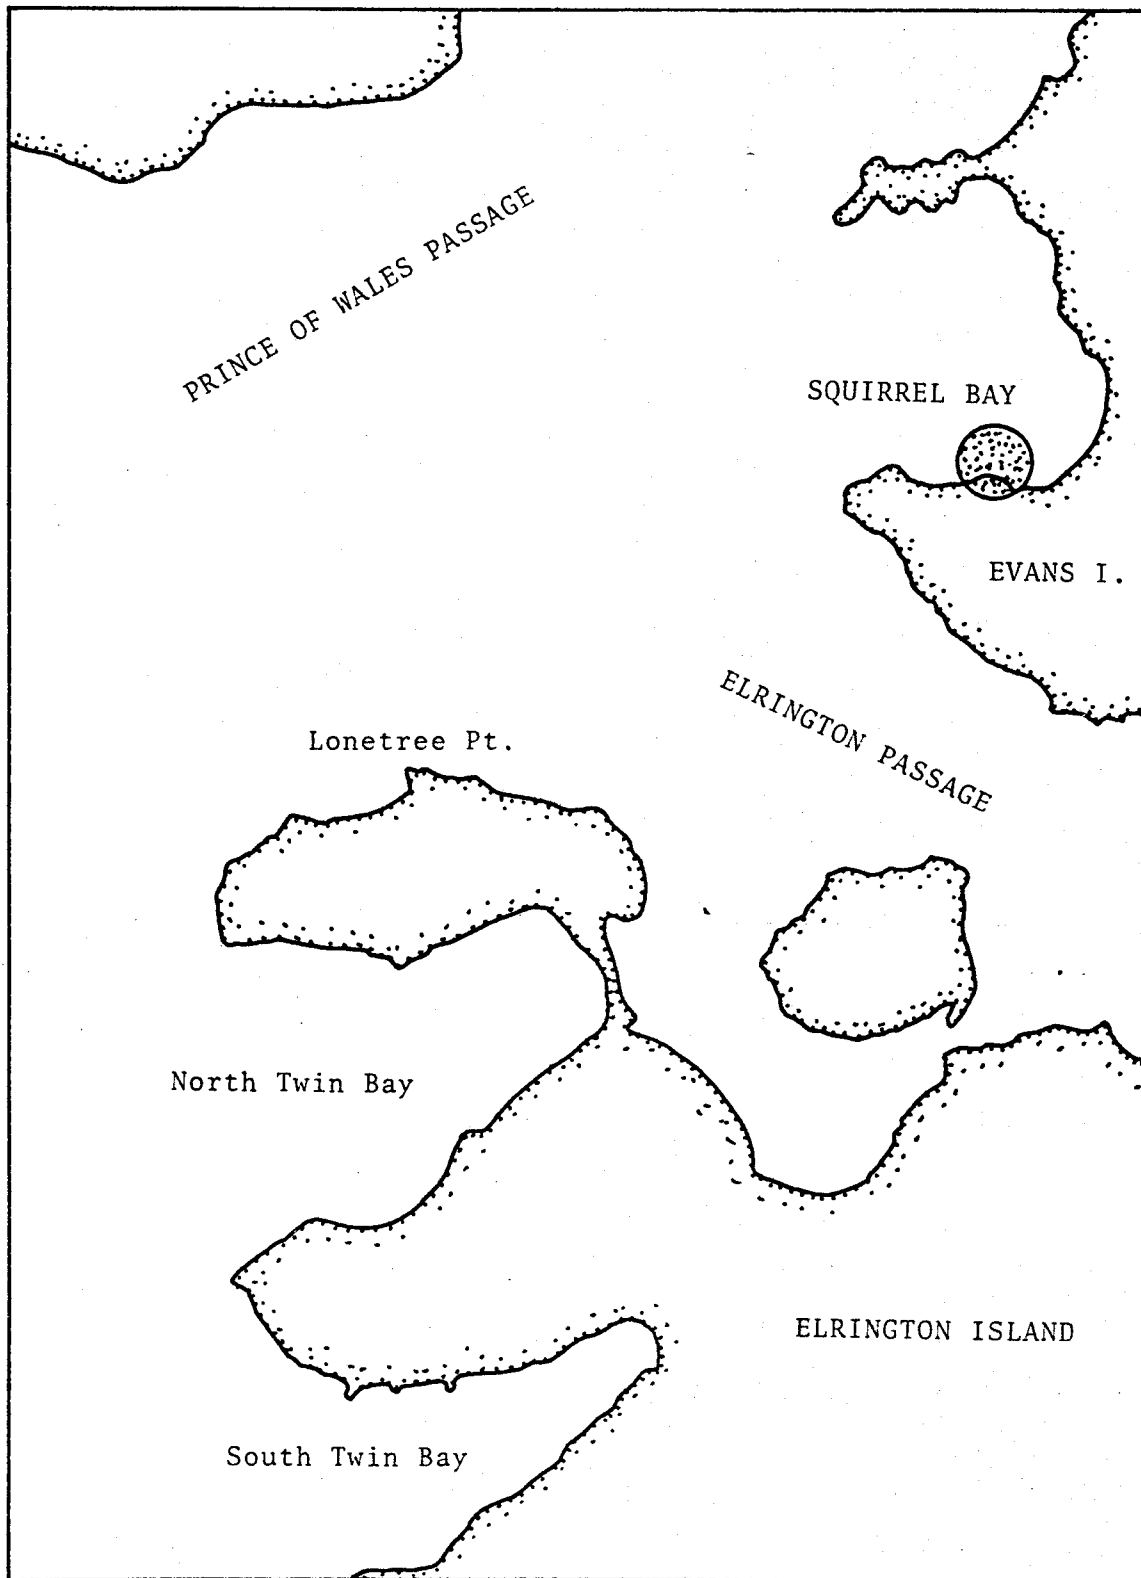 PRINCE OF WALES PASSAGE
SQUIRREL BAY
EVANS I.
ELRINGTON PASSAGE
Lonetree Pt.
North Twin Bay
ELRINGTON ISLAND
South Twin Bay